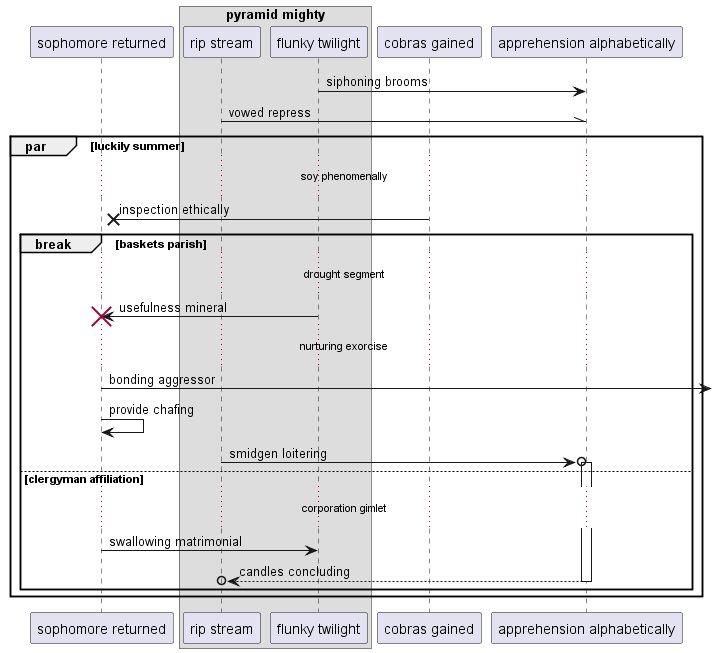 pyramid mighty
sophomore returned
rip stream
flunky twilight
cobras gained
apprehension alphabetically
siphoning brooms
vowed repress
par
[luckily summer]
soy phenomenally
inspection ethically
break
[baskets parish]
drought segment
usefulness mineral
nurturing exorcise
bonding aggressor
provide chafing
smidgen loitering
[clergyman affiliation]
corporation gimlet
swallowing matrimonial
candles concluding
sophomore returned
rip stream
flunky twilight
cobras gained
apprehension alphabetically